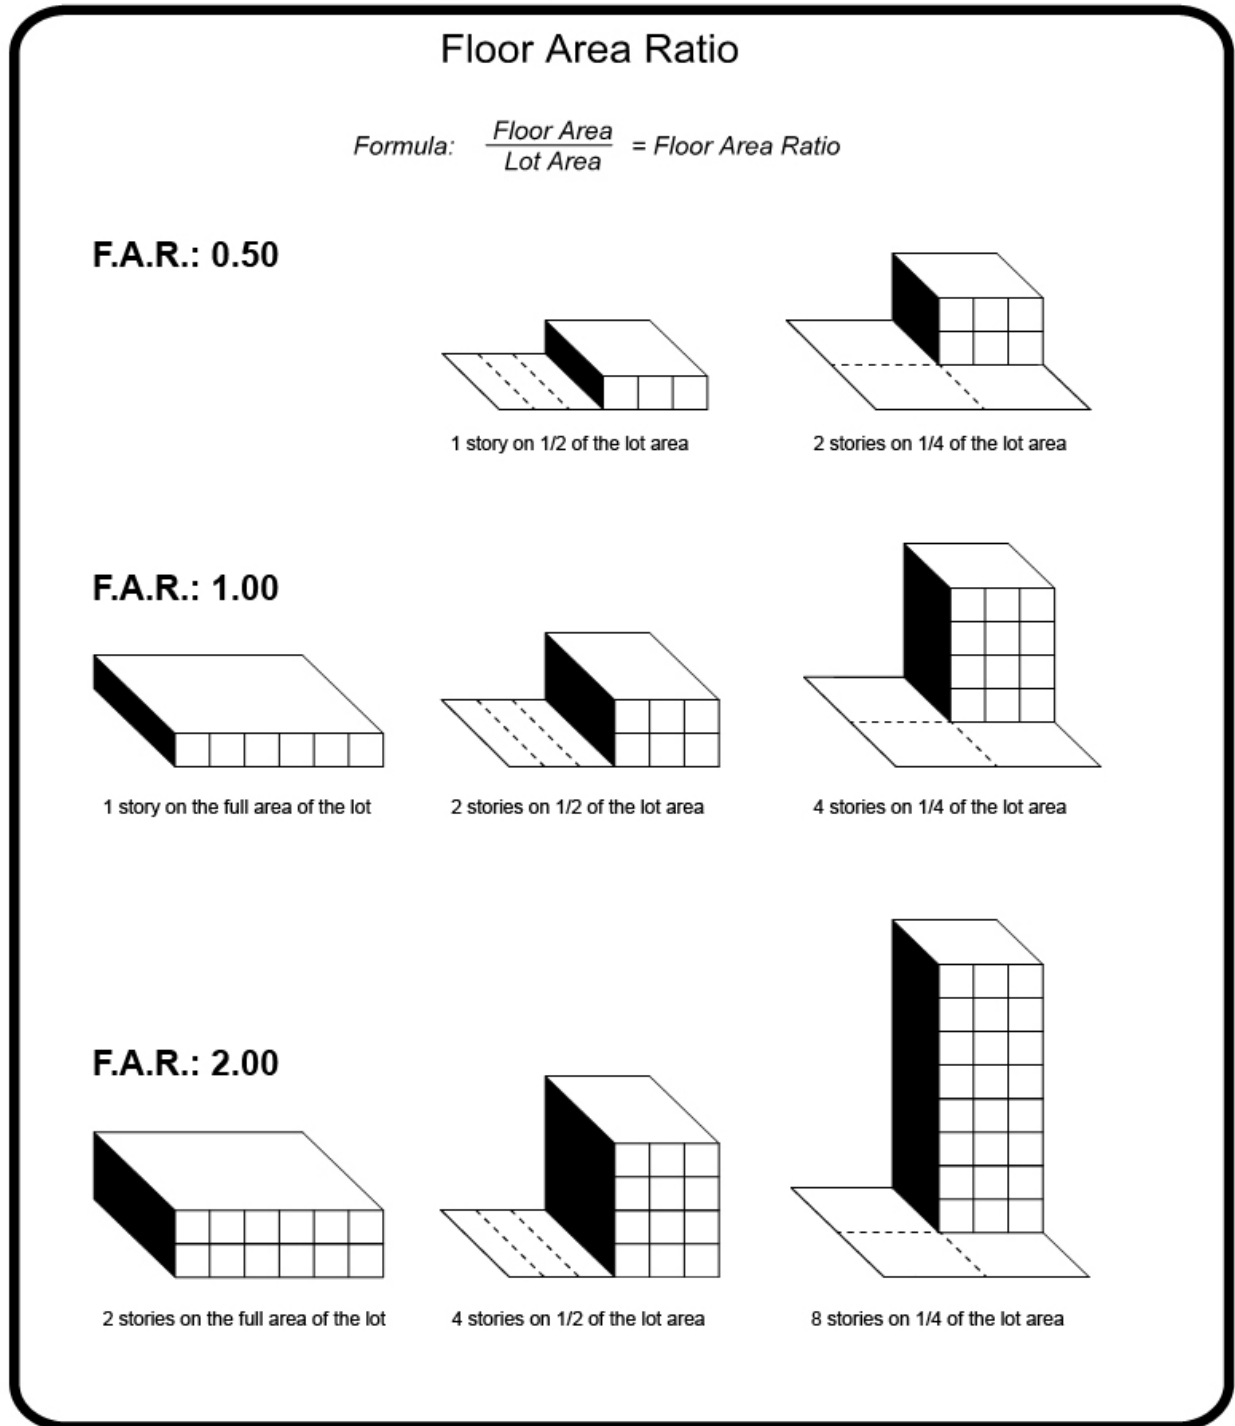 Floor Area Ratio
Formula: Floor Area / Lot Area = Floor Area Ratio
F.A.R.: 0.50
1 story on 1/2 of the lot area
2 stories on 1/4 of the lot area
F.A.R.: 1.00
1 story on the full area of the lot
2 stories on 1/2 of the lot area
4 stories on 1/4 of the lot area
F.A.R.: 2.00
2 stories on the full area of the lot
4 stories on 1/2 of the lot area
8 stories on 1/4 of the lot area